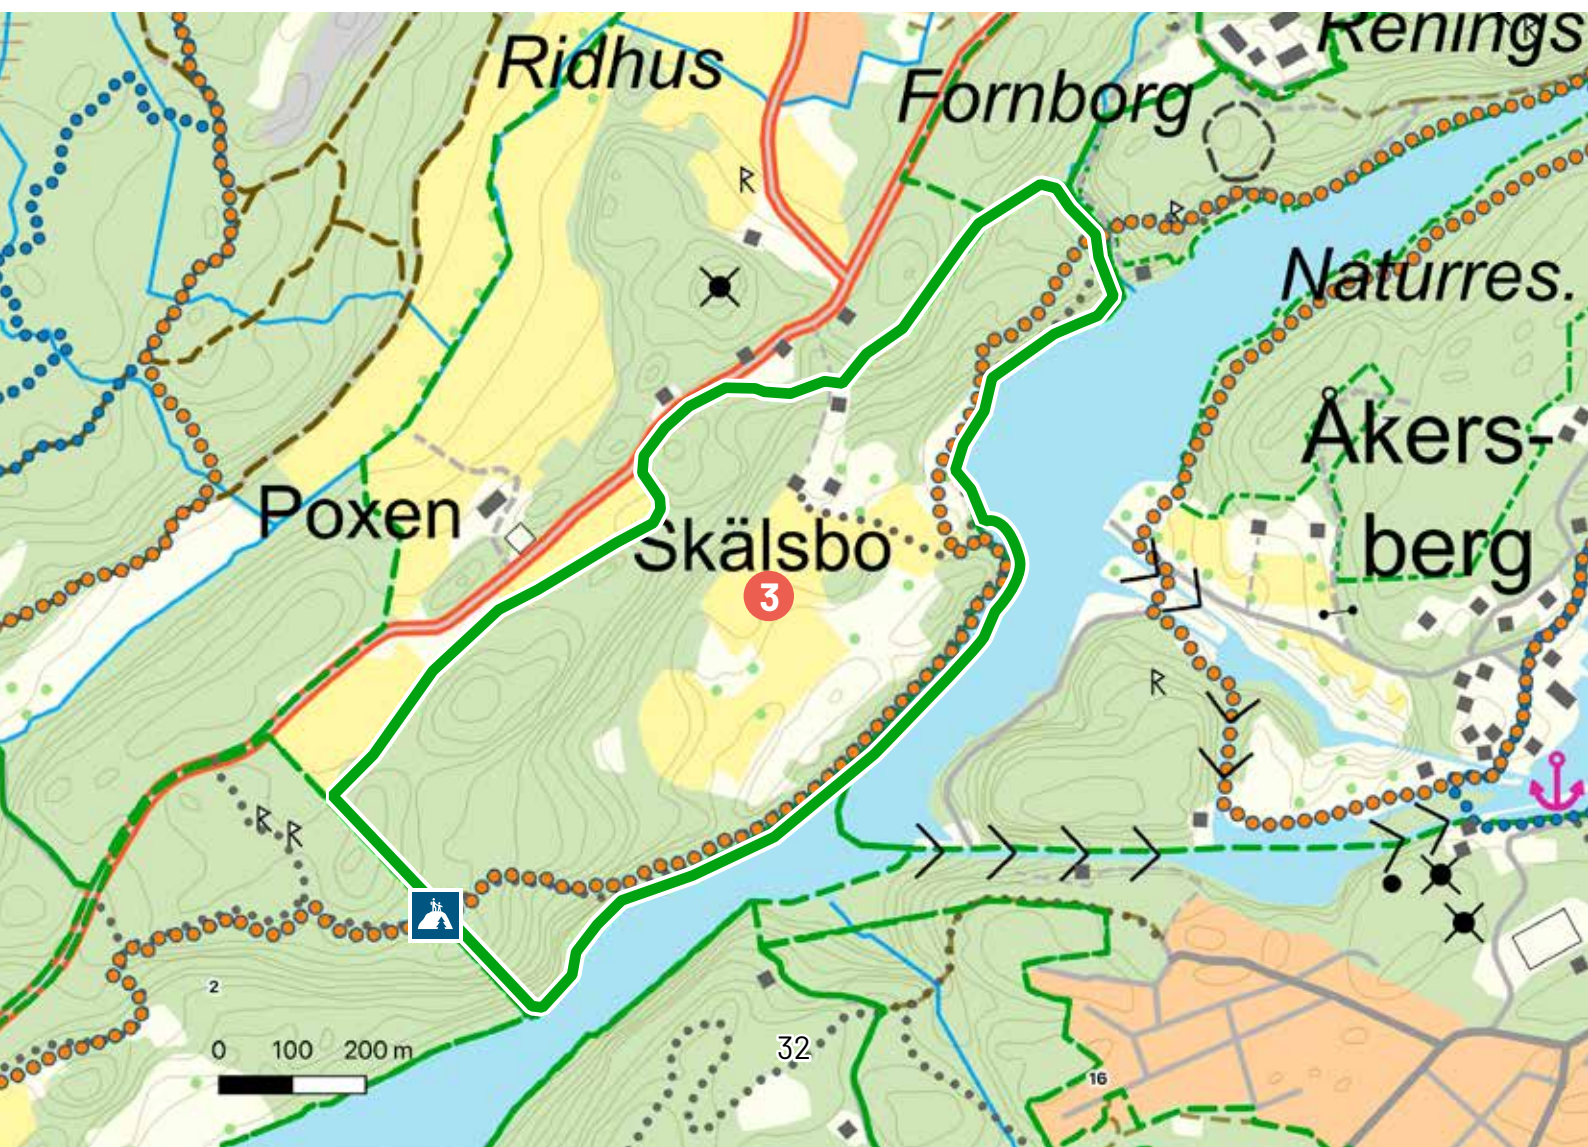 Renings
Ridhus
Fornborg
R
R
Naturres.
Åkers-
berg
Poxen
Skälsbo
3
R
R
R
2
0 100 200 m
32
16